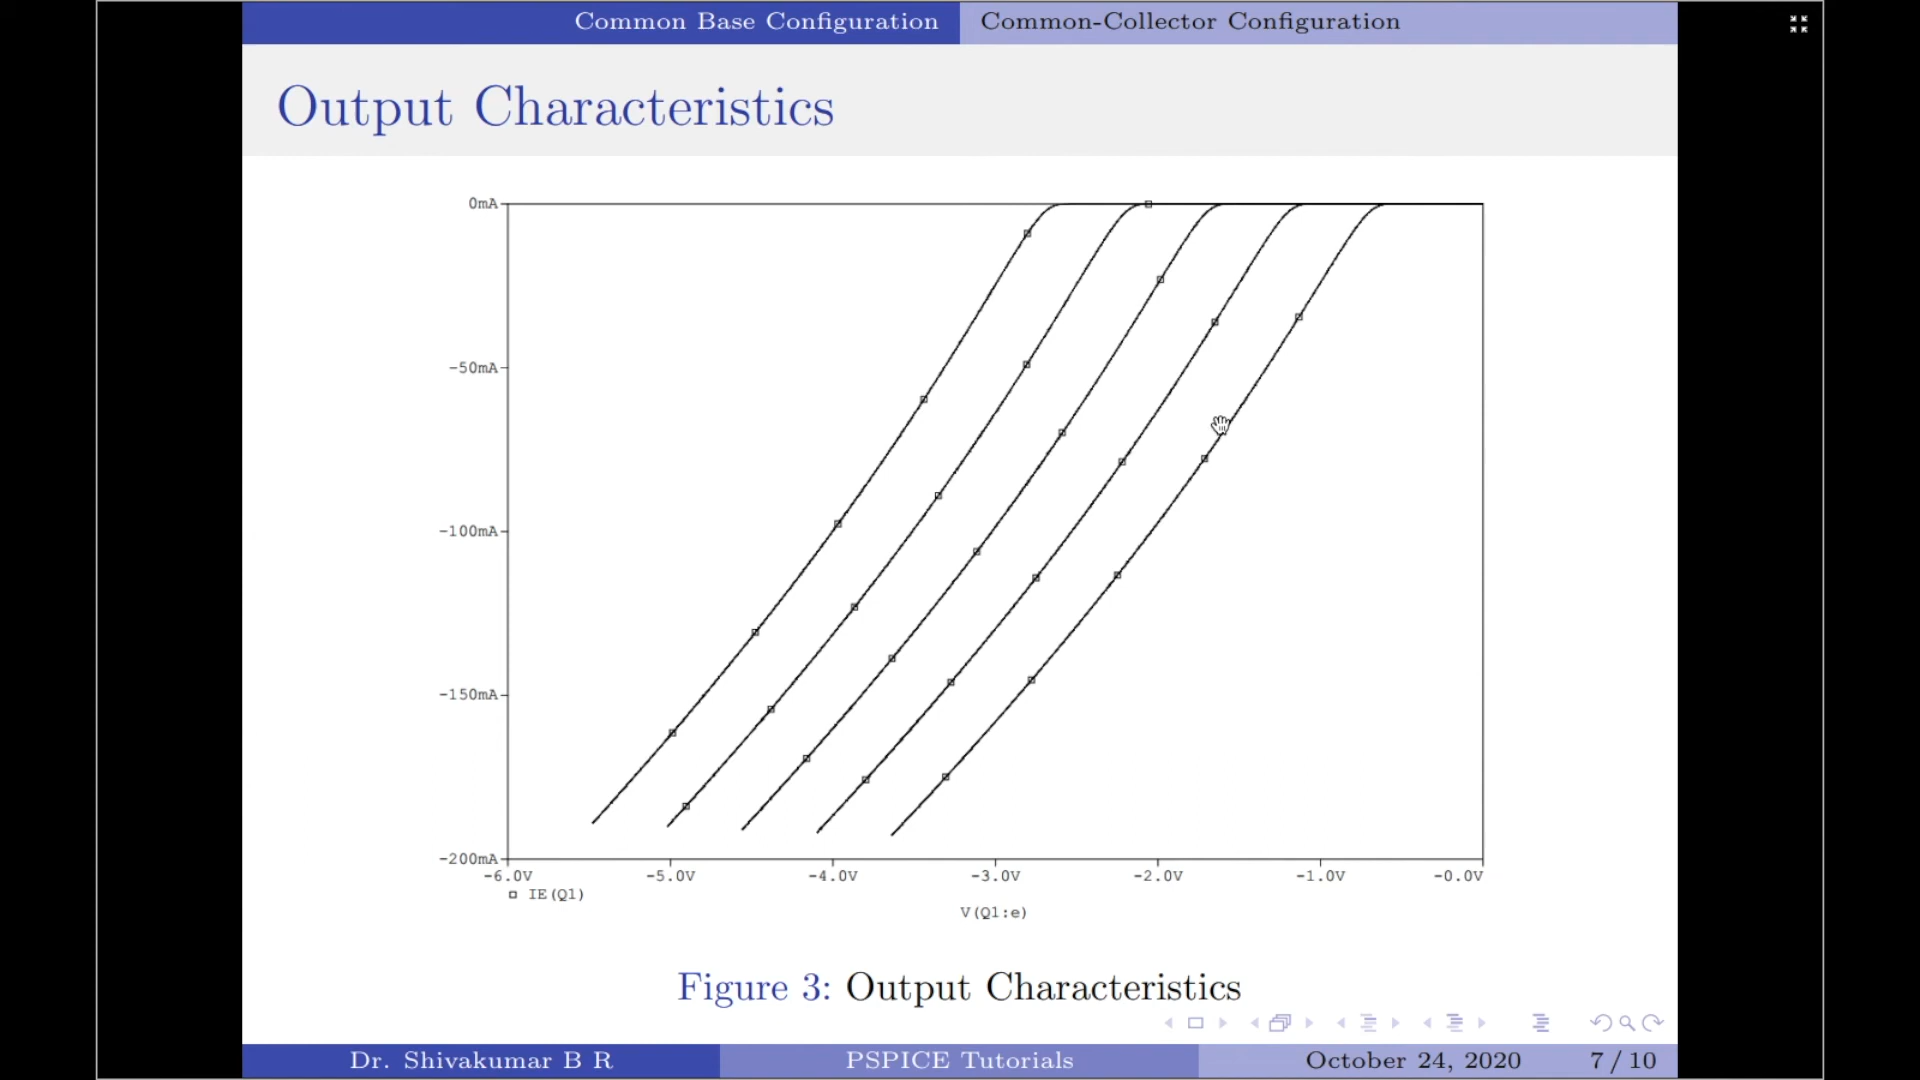 Common Base Configuration Common-Collector Configuration
Output Characteristics
0mA
-50mA
-100mA
-150mA
-200mA
-6.0V -5.0V -4.0V -3.0V -2.0V -1.0V -0.0V
IE(Q1)
V(Q1:e)
Figure 3: Output Characteristics
Dr. Shivakumar B R PSPICE Tutorials October 24, 2020 7 / 10